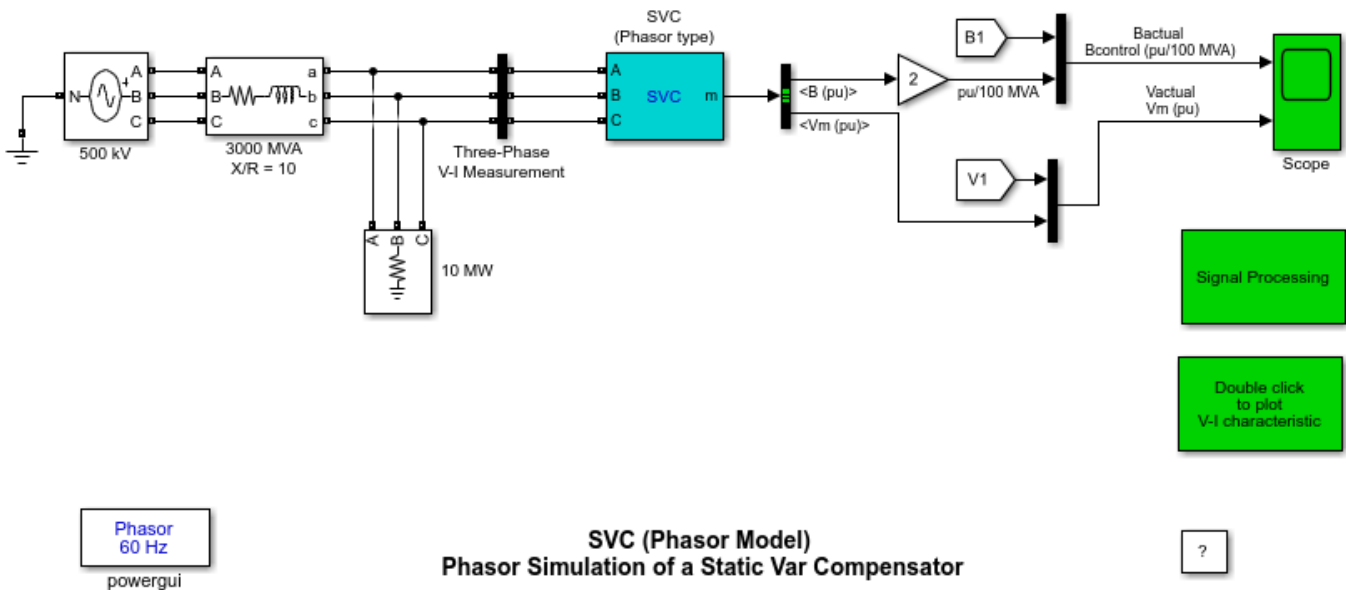 SVC
(Phasor type)
N
A
B
C
500 kV
A
B
C
a
b
c
3000 MVA
X/R = 10
Three-Phase
V-I Measurement
A
B
C
SVC
m
<B (pu)>
<Vm (pu)>
2
pu/100 MVA
B1
V1
Bactual
Bcontrol (pu/100 MVA)
Vactual
Vm (pu)
Scope
A
B
C
10 MW
Signal Processing
Double click
to plot
V-I characteristic
Phasor
60 Hz
powergui
SVC (Phasor Model)
Phasor Simulation of a Static Var Compensator
?